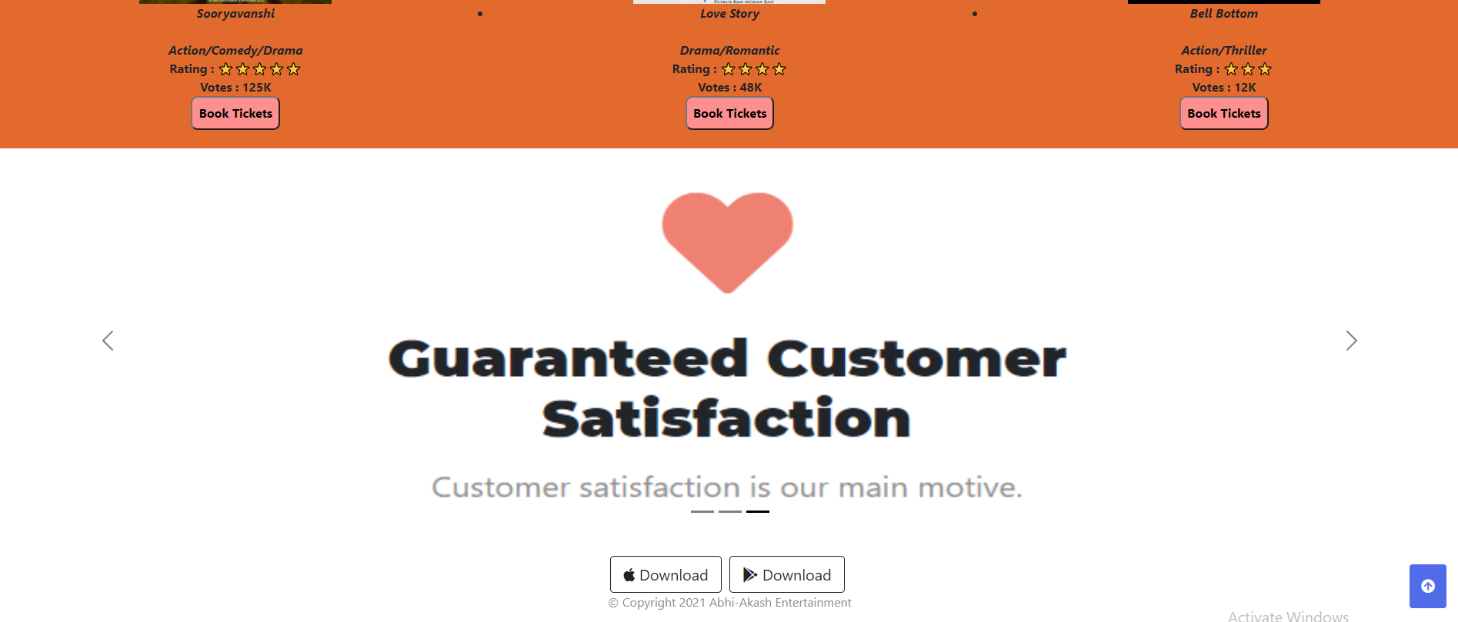 Sooryavanshi
Love Story
Bell Bottom
Action/Comedy/Drama
Drama/Romantic
Action/Thriller
Rating : ⭐⭐⭐⭐⭐
Rating : ⭐⭐⭐⭐
Rating : ⭐⭐⭐
Votes : 125K
Votes : 48K
Votes : 12K
Book Tickets
Book Tickets
Book Tickets
Guaranteed Customer
Satisfaction
Customer satisfaction is our main motive.
Download
Download
© Copyright 2021 Abhi-Akash Entertainment
Activate Windows